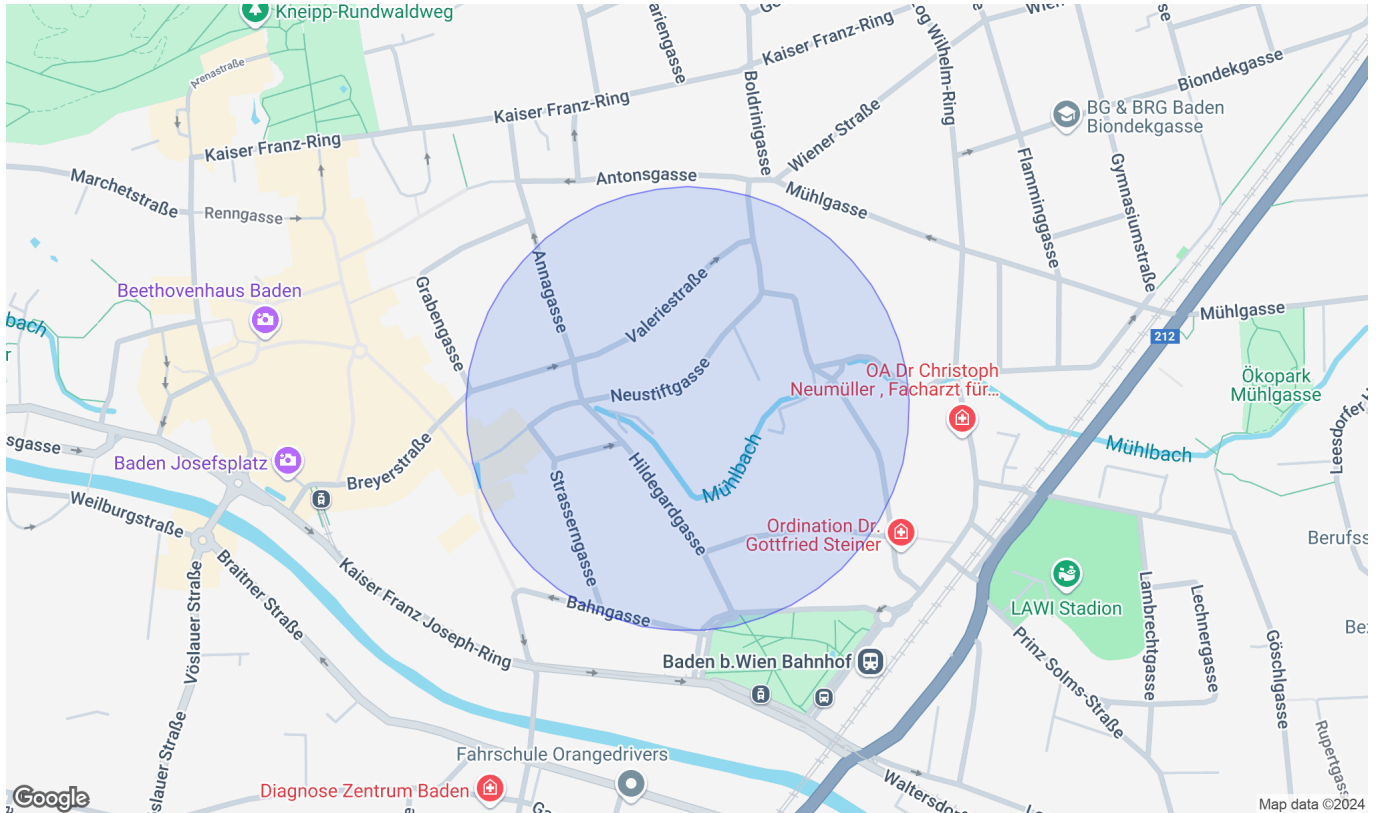 Kneipp-Rundwaldweg
Arenastraße
Kaiser Franz-Ring
Kaiser Franz-Ring
Kaiser Franz-Ring
Boldrinigasse
Wiener Straße
Biondekgasse
BG & BRG Baden
Biondekgasse
Marchetstraße
Renngasse
Antonsgasse
Mühlgasse
Flamminggasse
Gymnasiumstraße
Beethovenhaus Baden
Grabengasse
Annagasse
Valeriestraße
Neustiftgasse
Mühlgasse
212
OA Dr Christoph
Neumüller , Facharzt für...
Ökopark
Mühlgasse
Mühlbach
Mühlbach
Baden Josefsplatz
Breyerstraße
Weilburgstraße
Strasserngasse
Hildegardgasse
Ordination Dr.
Gottfried Steiner
Braitner Straße
Vöslauer Straße
Kaiser Franz Joseph-Ring
Bahngasse
LAWI Stadion
Lambrechtgasse
Lechnergasse
Göschlgasse
Rupertgasse
Prinz Solms-Straße
Baden b.Wien Bahnhof
Fahrschule Orangedrivers
Diagnose Zentrum Baden
Waltersdorf
Google
Map data ©2024